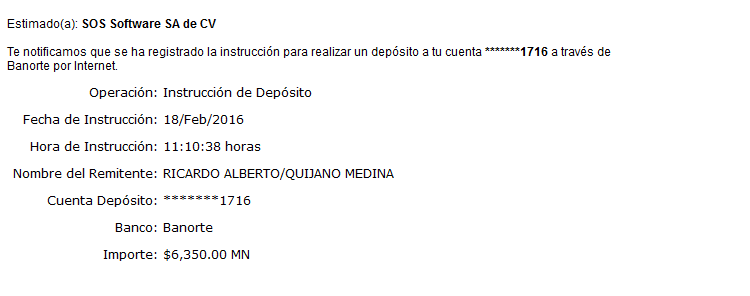 Estimado(a): SOS Software SA de CV
Te notificamos que se ha registrado la instrucción para realizar un depósito a tu cuenta *******1716 a través de
Banorte por Internet.
Operación: Instrucción de Depósito
Fecha de Instrucción: 18/Feb/2016
Hora de Instrucción: 11:10:38 horas
Nombre del Remitente: RICARDO ALBERTO/QUIJANO MEDINA
Cuenta Depósito: *******1716
Banco: Banorte
Importe: $6,350.00 MN